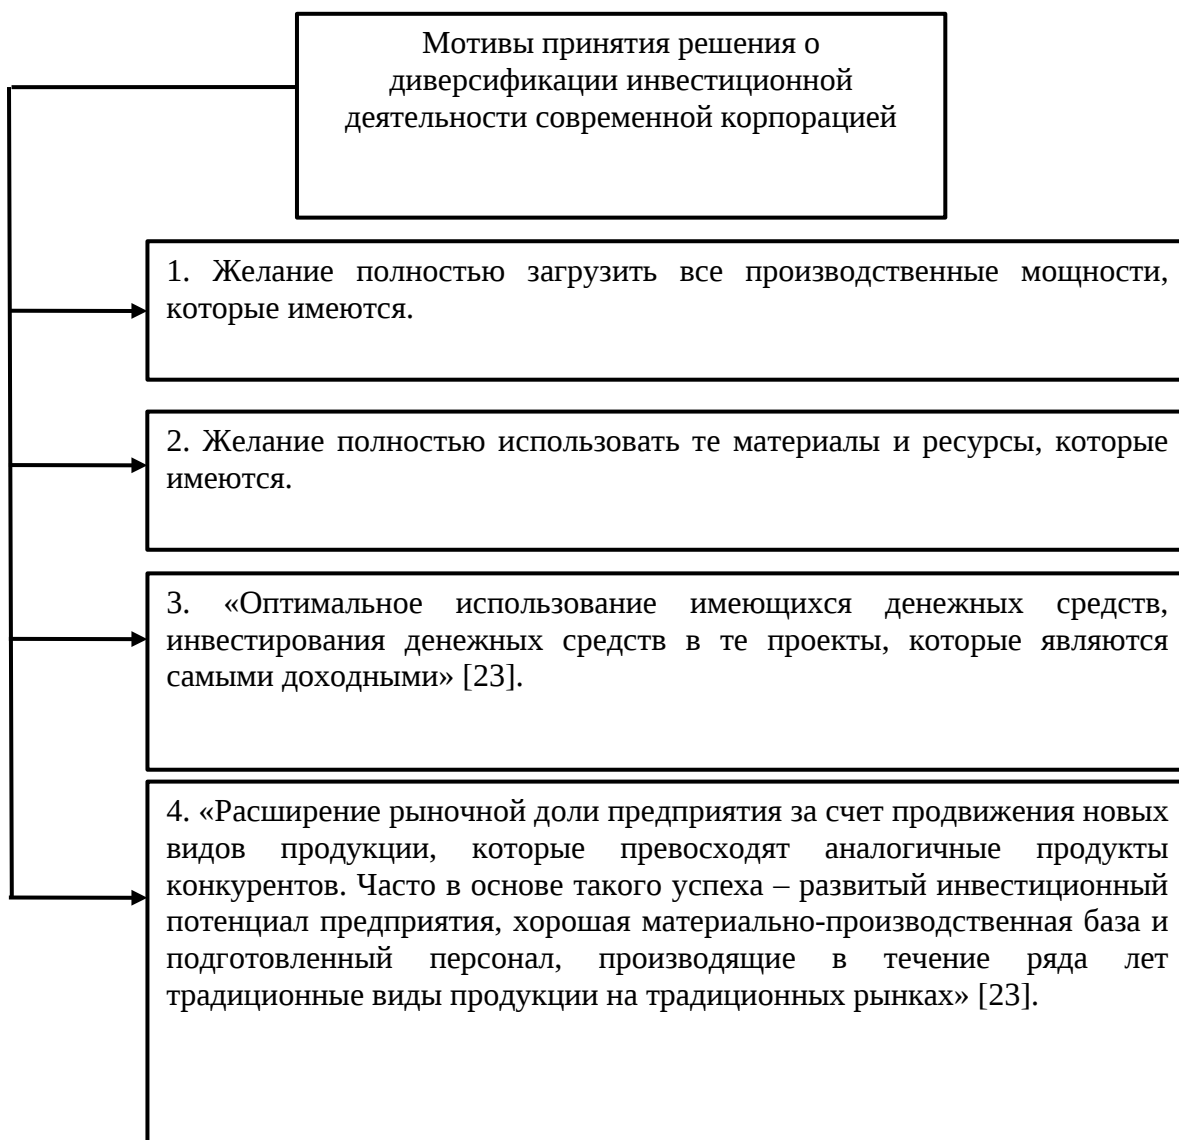 Мотивы принятия решения о
диверсификации инвестиционной
деятельности современной корпорацией
1. Желание полностью загрузить все производственные мощности,
которые имеются.
2. Желание полностью использовать те материалы и ресурсы, которые
имеются.
3. «Оптимальное использование имеющихся денежных средств,
инвестирования денежных средств в те проекты, которые являются
самыми доходными» [23].
4. «Расширение рыночной доли предприятия за счет продвижения новых
видов продукции, которые превосходят аналогичные продукты
конкурентов. Часто в основе такого успеха – развитый инвестиционный
потенциал предприятия, хорошая материально-производственная база и
подготовленный персонал, производящие в течение ряда лет
традиционные виды продукции на традиционных рынках» [23].